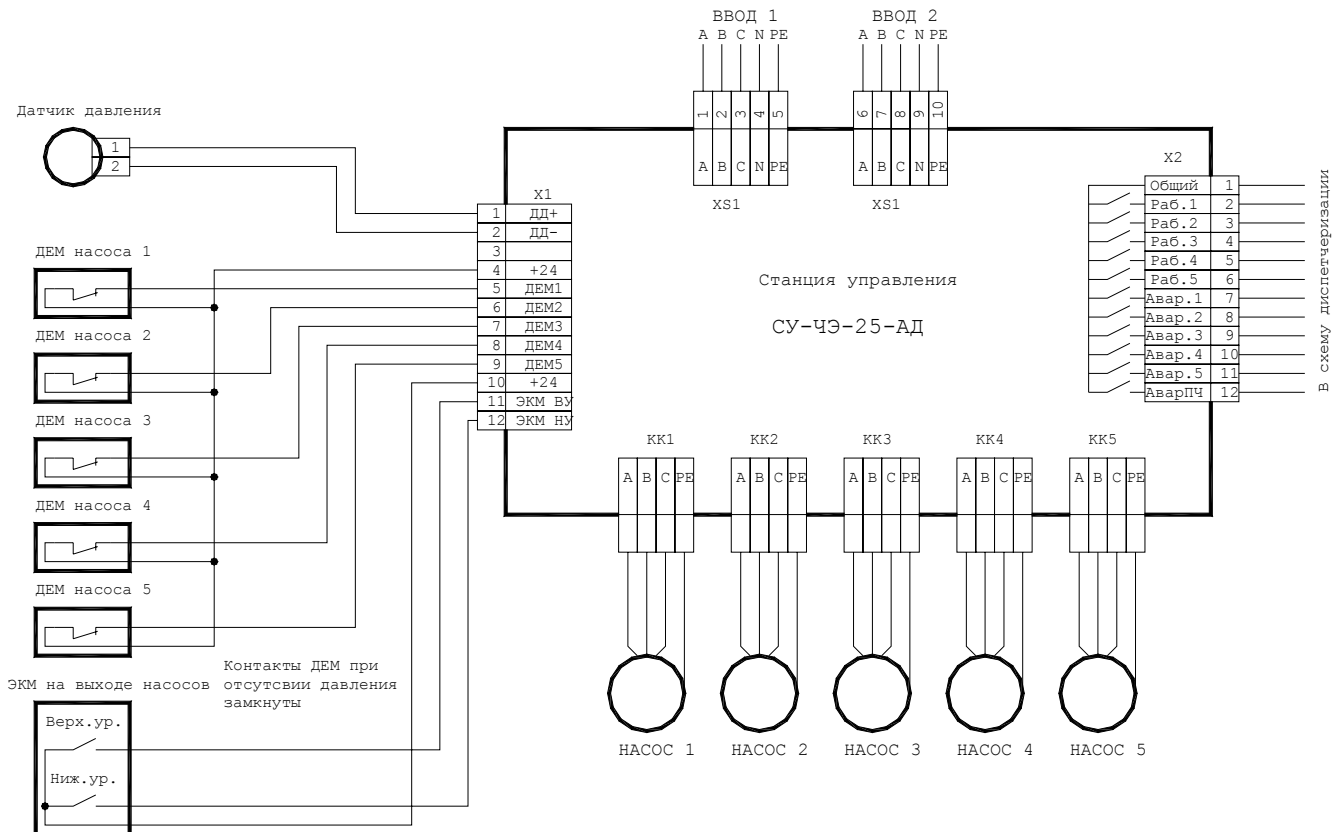 ВВОД 1
A B C N PE
ВВОД 2
A B C N PE
1 2 3 4 5
A B C N PE
XS1
6 7 8 9 10
A B C N PE
XS1
Датчик давления
1
2
X1
1 ДД+
2 ДД-
3
4 +24
5 ДЕМ1
6 ДЕМ2
7 ДЕМ3
8 ДЕМ4
9 ДЕМ5
10 +24
11 ЭКМ ВУ
12 ЭКМ НУ
Станция управления
СУ-ЧЭ-25-АД
X2
Общий 1
Раб.1 2
Раб.2 3
Раб.3 4
Раб.4 5
Раб.5 6
Авар.1 7
Авар.2 8
Авар.3 9
Авар.4 10
Авар.5 11
АварПЧ 12
В схему диспетчеризации
ДЕМ насоса 1
ДЕМ насоса 2
ДЕМ насоса 3
ДЕМ насоса 4
ДЕМ насоса 5
Контакты ДЕМ при
отсутсвии давления
замкнуты
ЭКМ на выходе насосов
Верх.ур.
Ниж.ур.
КК1
A B C PE
НАСОС 1
КК2
A B C PE
НАСОС 2
КК3
A B C PE
НАСОС 3
КК4
A B C PE
НАСОС 4
КК5
A B C PE
НАСОС 5